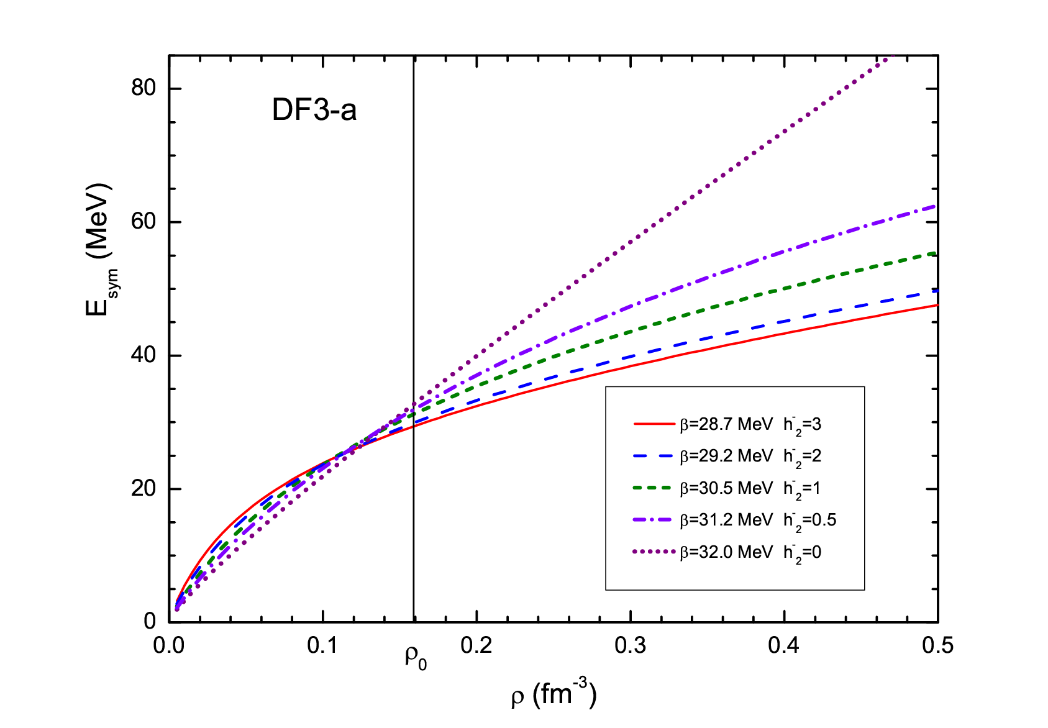 DF3-a
80
60
40
20
0
E_sym (MeV)
β=28.7 MeV h⁻₂=3
β=29.2 MeV h⁻₂=2
β=30.5 MeV h⁻₂=1
β=31.2 MeV h⁻₂=0.5
β=32.0 MeV h⁻₂=0
0.0 0.1 ρ₀ 0.2 0.3 0.4 0.5
ρ (fm⁻³)